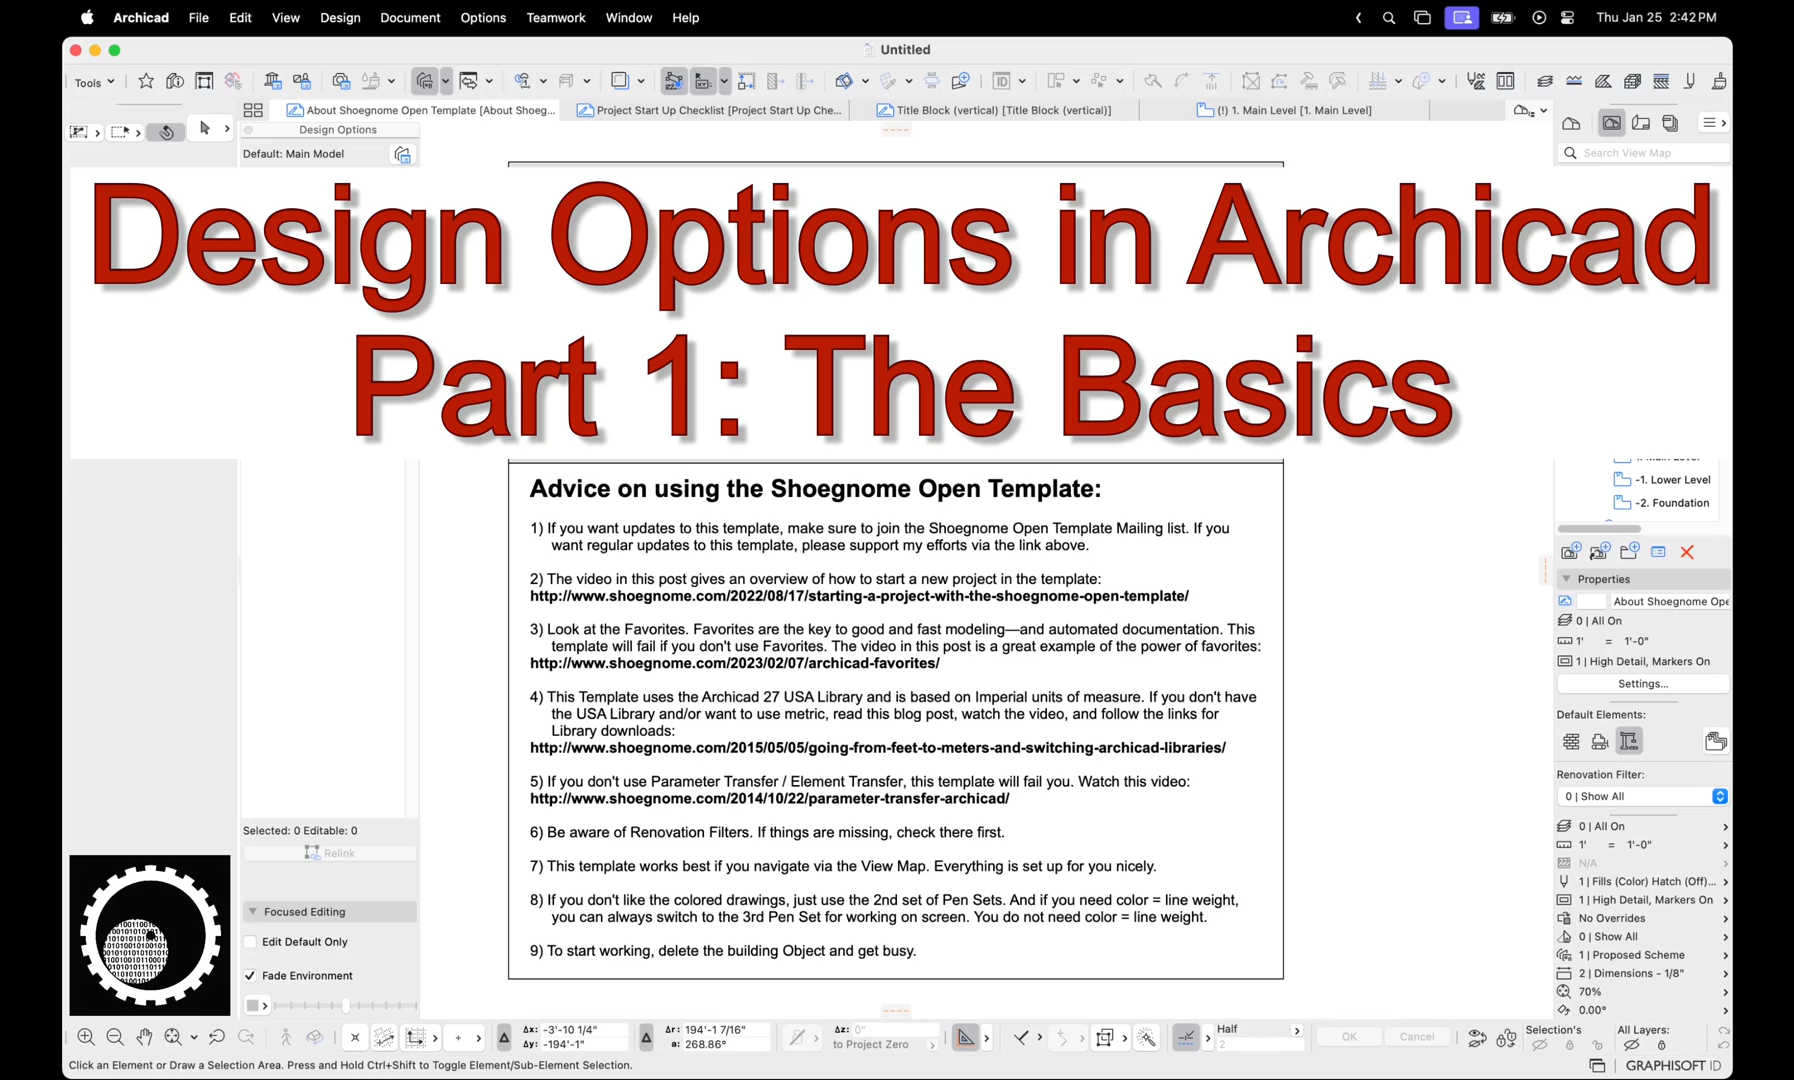 Archicad File Edit View Design Document Options Teamwork Window Help
Thu Jan 25 2:42 PM
Untitled
Tools
About Shoegnome Open Template [About Shoeg...
Project Start Up Checklist [Project Start Up Che...
Title Block (vertical) [Title Block (vertical)]
(!) 1. Main Level [1. Main Level]
Design Options
Default: Main Model
Search View Map
Design Options in Archicad
Part 1: The Basics
-1. Lower Level
-2. Foundation
Advice on using the Shoegnome Open Template:
1) If you want updates to this template, make sure to join the Shoegnome Open Template Mailing list. If you
want regular updates to this template, please support my efforts via the link above.
2) The video in this post gives an overview of how to start a new project in the template:
http://www.shoegnome.com/2022/08/17/starting-a-project-with-the-shoegnome-open-template/
3) Look at the Favorites. Favorites are the key to good and fast modeling—and automated documentation. This
template will fail if you don't use Favorites. The video in this post is a great example of the power of favorites:
http://www.shoegnome.com/2023/02/07/archicad-favorites/
4) This Template uses the Archicad 27 USA Library and is based on Imperial units of measure. If you don't have
the USA Library and/or want to use metric, read this blog post, watch the video, and follow the links for
Library downloads:
http://www.shoegnome.com/2015/05/05/going-from-feet-to-meters-and-switching-archicad-libraries/
5) If you don't use Parameter Transfer / Element Transfer, this template will fail you. Watch this video:
http://www.shoegnome.com/2014/10/22/parameter-transfer-archicad/
6) Be aware of Renovation Filters. If things are missing, check there first.
7) This template works best if you navigate via the View Map. Everything is set up for you nicely.
8) If you don't like the colored drawings, just use the 2nd set of Pen Sets. And if you need color = line weight,
you can always switch to the 3rd Pen Set for working on screen. You do not need color = line weight.
9) To start working, delete the building Object and get busy.
Properties
About Shoegnome Ope
0 | All On
1' = 1'-0"
1 | High Detail, Markers On
Settings...
Default Elements:
Renovation Filter:
0 | Show All
0 | All On
1' = 1'-0"
N/A
1 | Fills (Color) Hatch (Off)...
1 | High Detail, Markers On
No Overrides
0 | Show All
1 | Proposed Scheme
2 | Dimensions - 1/8"
70%
0.00°
Selected: 0 Editable: 0
Relink
Focused Editing
Edit Default Only
Fade Environment
Δx: -3'-10 1/4"
Δy: -194'-1"
Δr: 194'-1 7/16"
a: 268.86°
Δz: 0"
to Project Zero
Half
2
OK
Cancel
Selection's
All Layers:
Click an Element or Draw a Selection Area. Press and Hold Ctrl+Shift to Toggle Element/Sub-Element Selection.
GRAPHISOFT ID